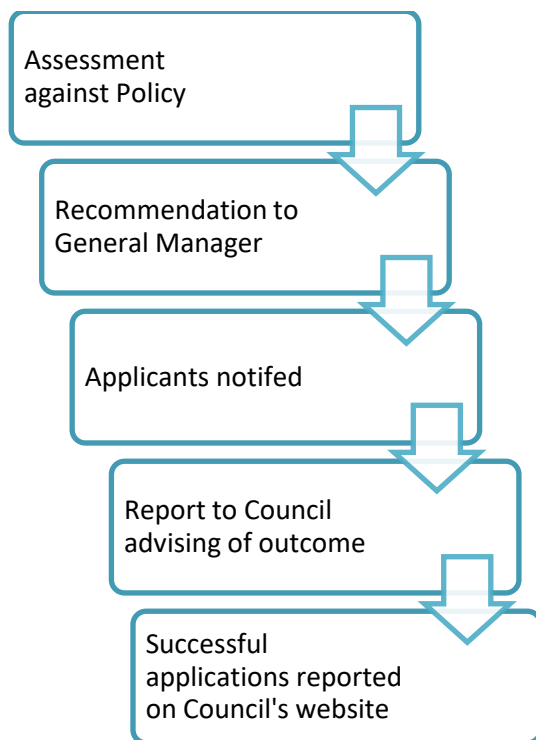 Assessment
against Policy
Recommendation to
General Manager
Applicants notifed
Report to Council
advising of outcome
Successful
applications reported
on Council's website